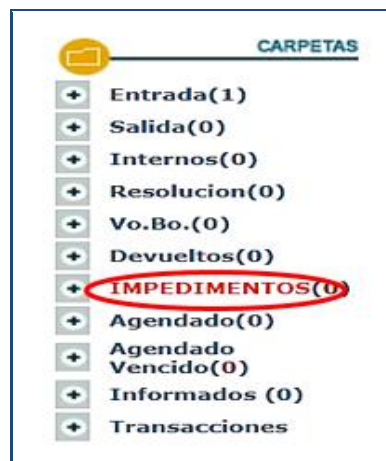 CARPETAS
Entrada(1)
Salida(0)
Internos(0)
Resolucion(0)
Vo.Bo.(0)
Devueltos(0)
IMPEDIMENTOS(0)
Agendado(0)
Agendado
Vencido(0)
Informados (0)
Transacciones